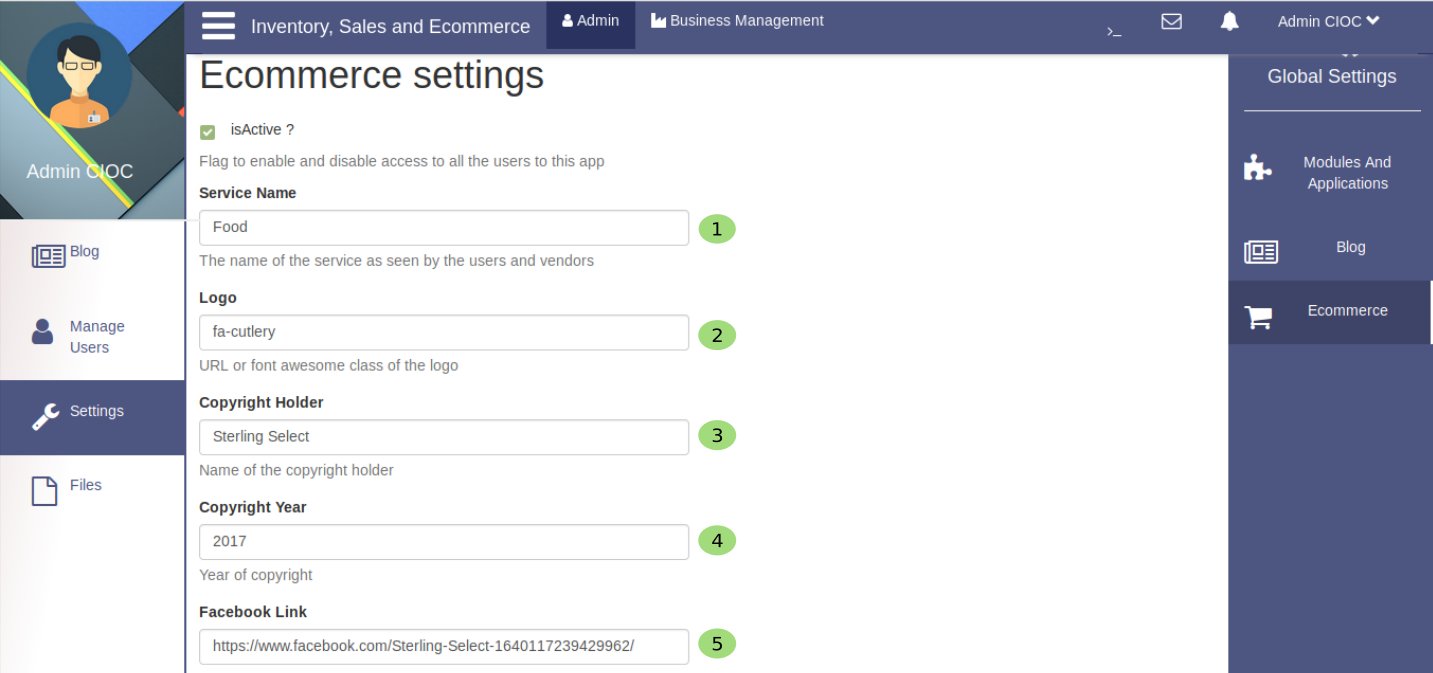 Inventory, Sales and Ecommerce
Admin
Business Management
>_
Admin CIOC
Admin CIOC
Blog
Manage
Users
Settings
Files
Ecommerce settings
isActive ?
Flag to enable and disable access to all the users to this app
Service Name
Food
1
The name of the service as seen by the users and vendors
Logo
fa-cutlery
2
URL or font awesome class of the logo
Copyright Holder
Sterling Select
3
Name of the copyright holder
Copyright Year
2017
4
Year of copyright
Facebook Link
https://www.facebook.com/Sterling-Select-1640117239429962/
5
Global Settings
Modules And
Applications
Blog
Ecommerce